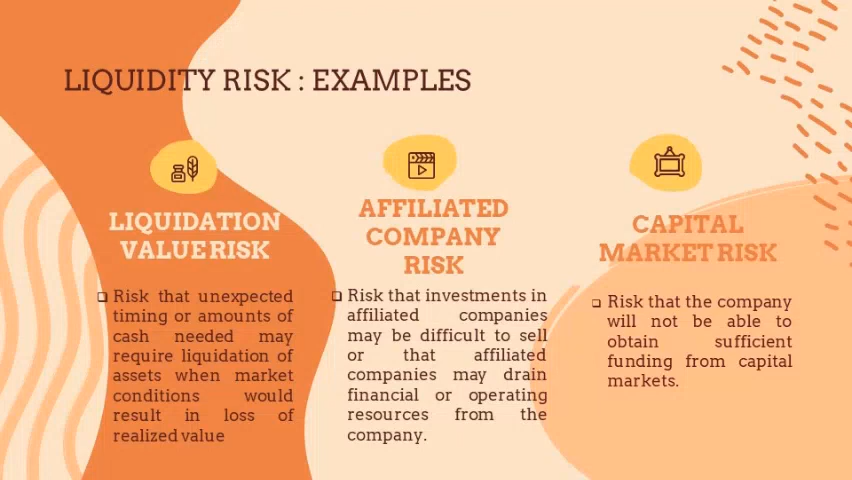 LIQUIDITY RISK : EXAMPLES
LIQUIDATION
VALUE RISK
❑ Risk that unexpected
timing or amounts of
cash needed may
require liquidation of
assets when market
conditions would
result in loss of
realized value
AFFILIATED
COMPANY
RISK
❑ Risk that investments in
affiliated companies
may be difficult to sell
or that affiliated
companies may drain
financial or operating
resources from the
company.
CAPITAL
MARKET RISK
❑ Risk that the company
will not be able to
obtain sufficient
funding from capital
markets.